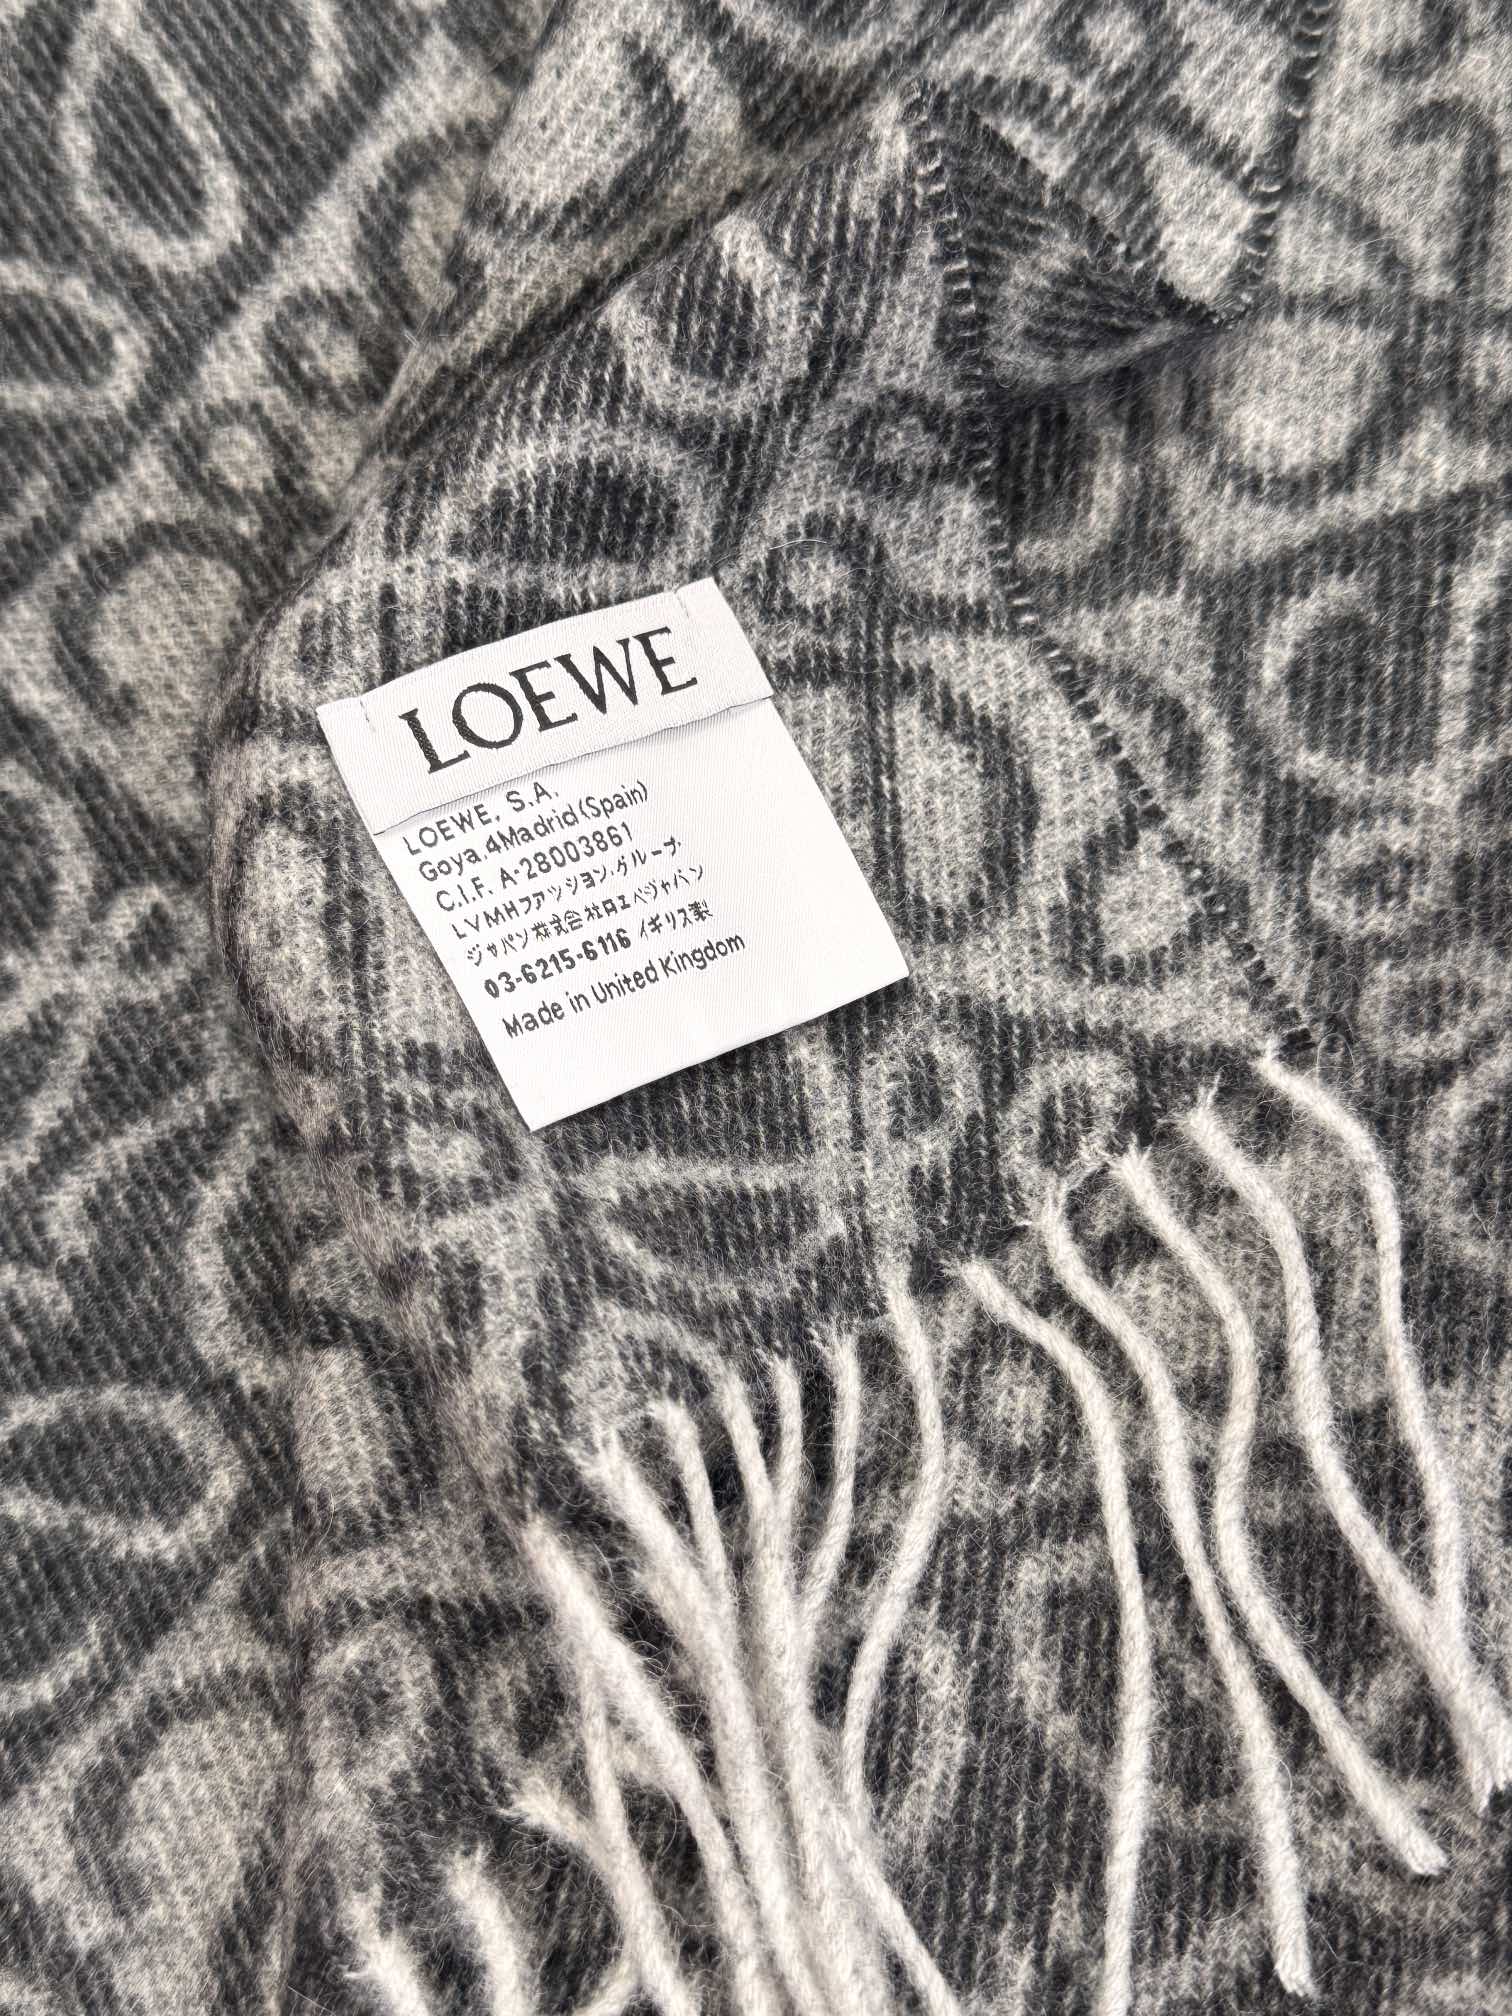 LOEWE
LOEWE, S.A.
Goya,4Madrid(Spain)
C.I.F. A-28003861
LVMHファッション・グループ・
ジャパン株式会社ロエベジャパン
03-6215-6116 イギリス製
Made in United Kingdom